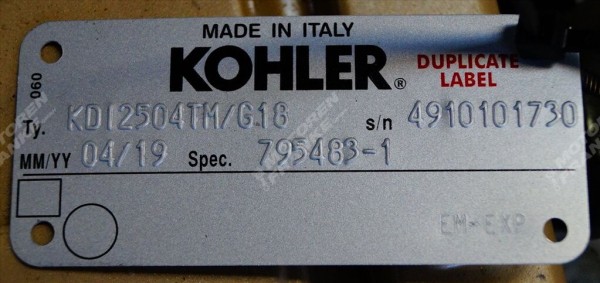 MADE IN ITALY
KOHLER® DUPLICATE LABEL
060
Ty. KDI2504TM/G18 s/n 4910101730
MM/YY 04/19 Spec. 795483-1
EM-EXP